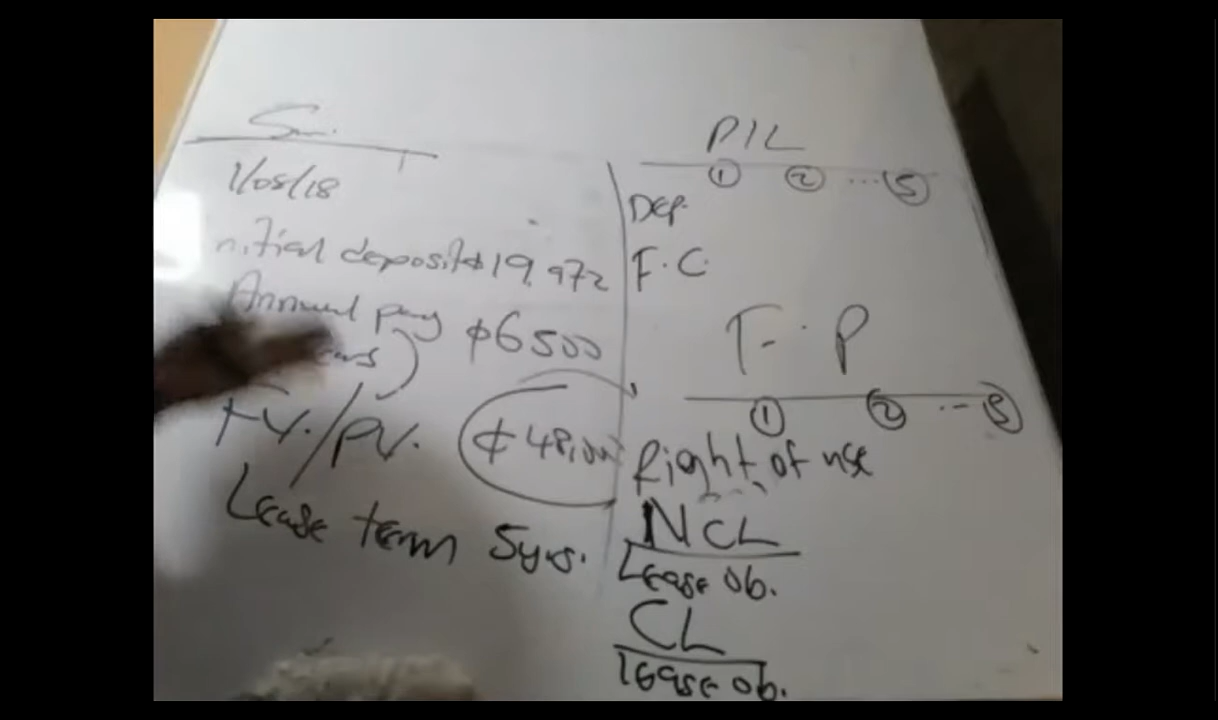 1/05/18
nitial deposit $19,972
Annual pay $6500
FV./PV. ¢48,000
Lease term 5yrs.
P/L
① ② ... ⑤
Dep.
F.C.
F.P
① ② ... ⑤
Right of use
NCL
Lease ob.
CL
lease ob.